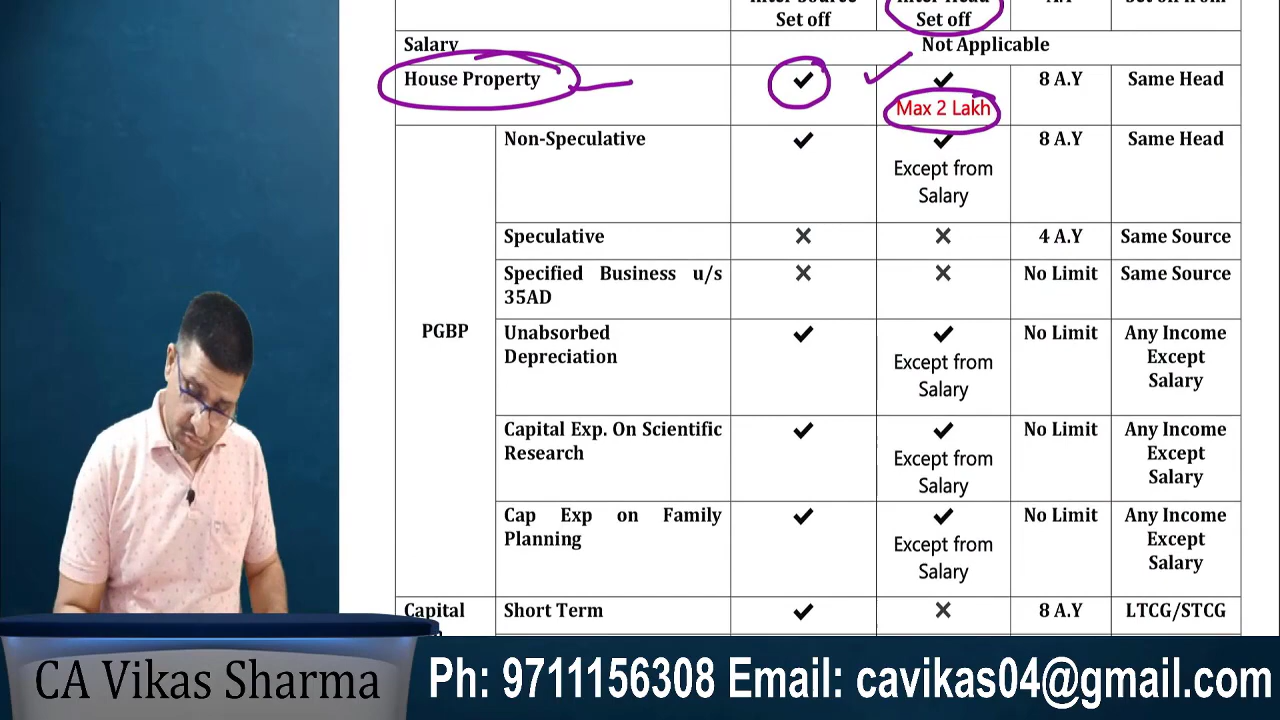 Set off
Set off
Salary
Not Applicable
House Property
✔
✔
Max 2 Lakh
8 A.Y
Same Head
PGBP
Non-Speculative
✔
✔
Except from
Salary
8 A.Y
Same Head
Speculative
✕
✕
4 A.Y
Same Source
Specified Business u/s
35AD
✕
✕
No Limit
Same Source
Unabsorbed
Depreciation
✔
✔
Except from
Salary
No Limit
Any Income
Except
Salary
Capital Exp. On Scientific
Research
✔
✔
Except from
Salary
No Limit
Any Income
Except
Salary
Cap Exp on Family
Planning
✔
✔
Except from
Salary
No Limit
Any Income
Except
Salary
Capital
Short Term
✔
✕
8 A.Y
LTCG/STCG
CA Vikas Sharma
Ph: 9711156308 Email: cavikas04@gmail.com